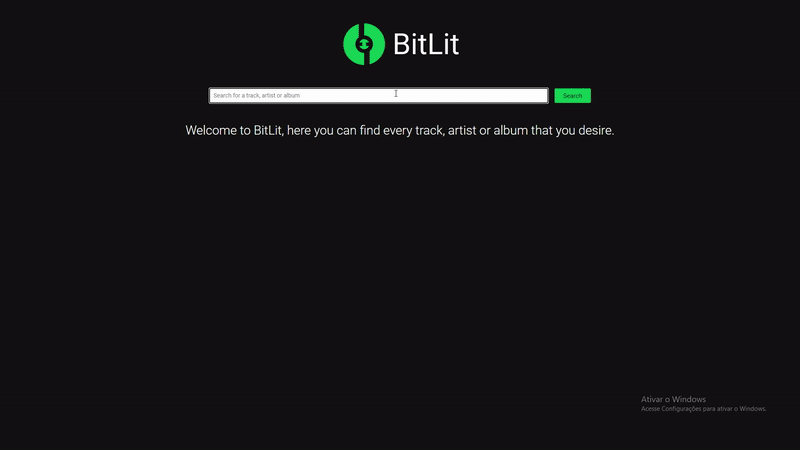 BitLit
Search for a track, artist or album
Search
Welcome to BitLit, here you can find every track, artist or album that you desire.
Ativar o Windows
Acesse Configurações para ativar o Windows.